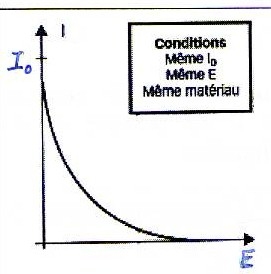 I
I₀
Conditions
Même I₀
Même E
Même matériau
E